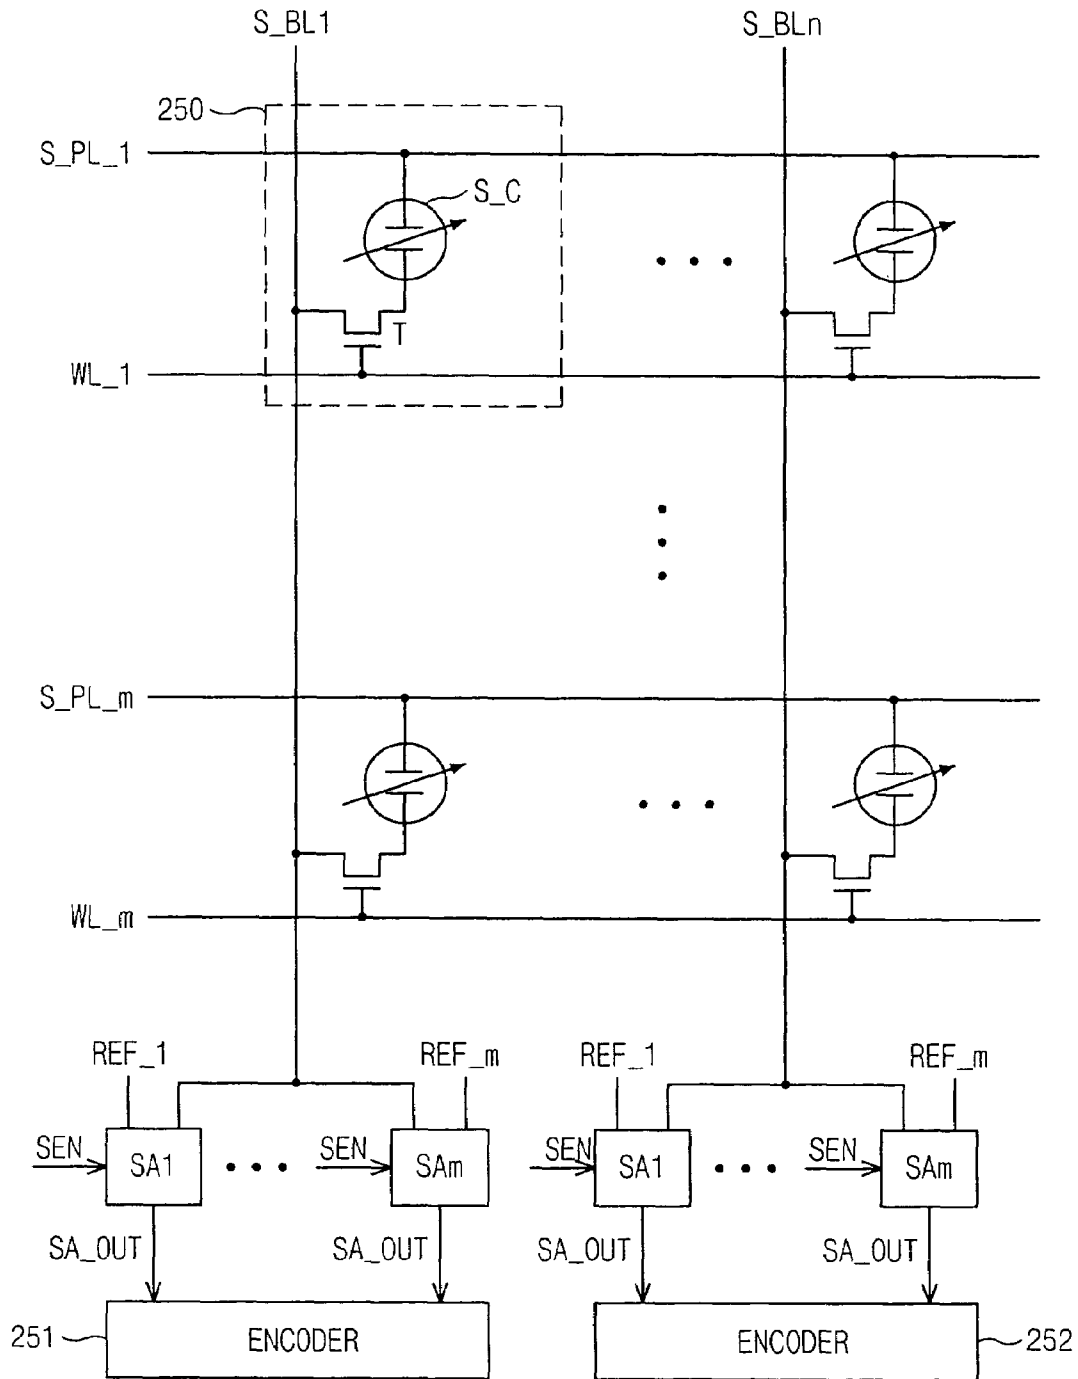 S_BL1 S_BLn
250
S_PL_1
S_C
T
WL_1
S_PL_m
WL_m
REF_1 REF_m REF_1 REF_m
SEN SA1 SEN SAm SEN SA1 SEN SAm
SA_OUT SA_OUT SA_OUT SA_OUT
251 ENCODER ENCODER 252